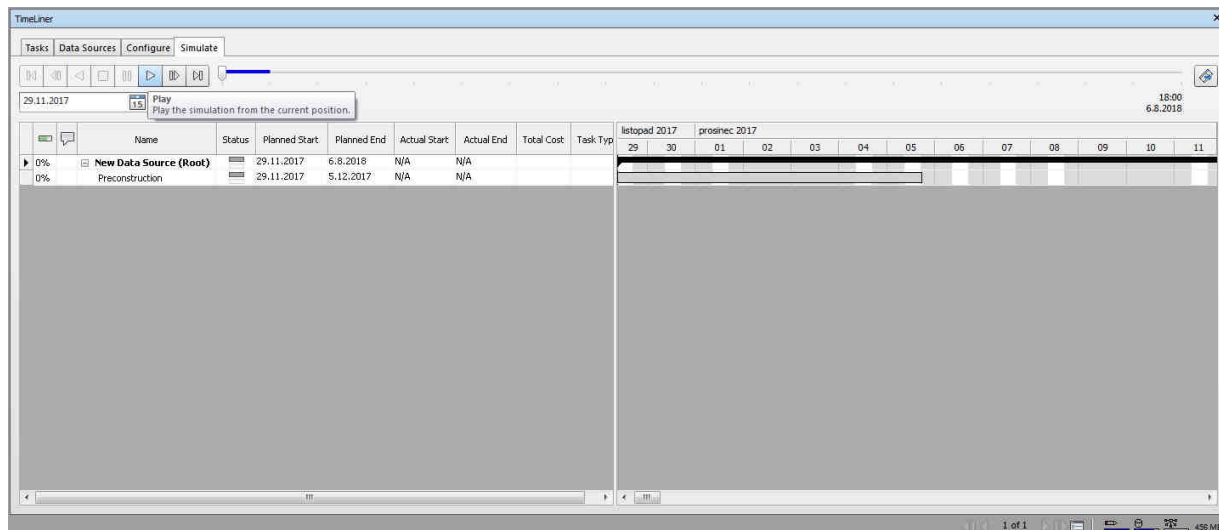 TimeLiner
Tasks Data Sources Configure Simulate
29.11.2017 15
Play
Play the simulation from the current position.
18:00
6.8.2018
Name Status Planned Start Planned End Actual Start Actual End Total Cost Task Typ
listopad 2017 prosinec 2017
29 30 01 02 03 04 05 06 07 08 09 10 11
0% New Data Source (Root) 29.11.2017 6.8.2018 N/A N/A
0% Preconstruction 29.11.2017 5.12.2017 N/A N/A
1 of 1